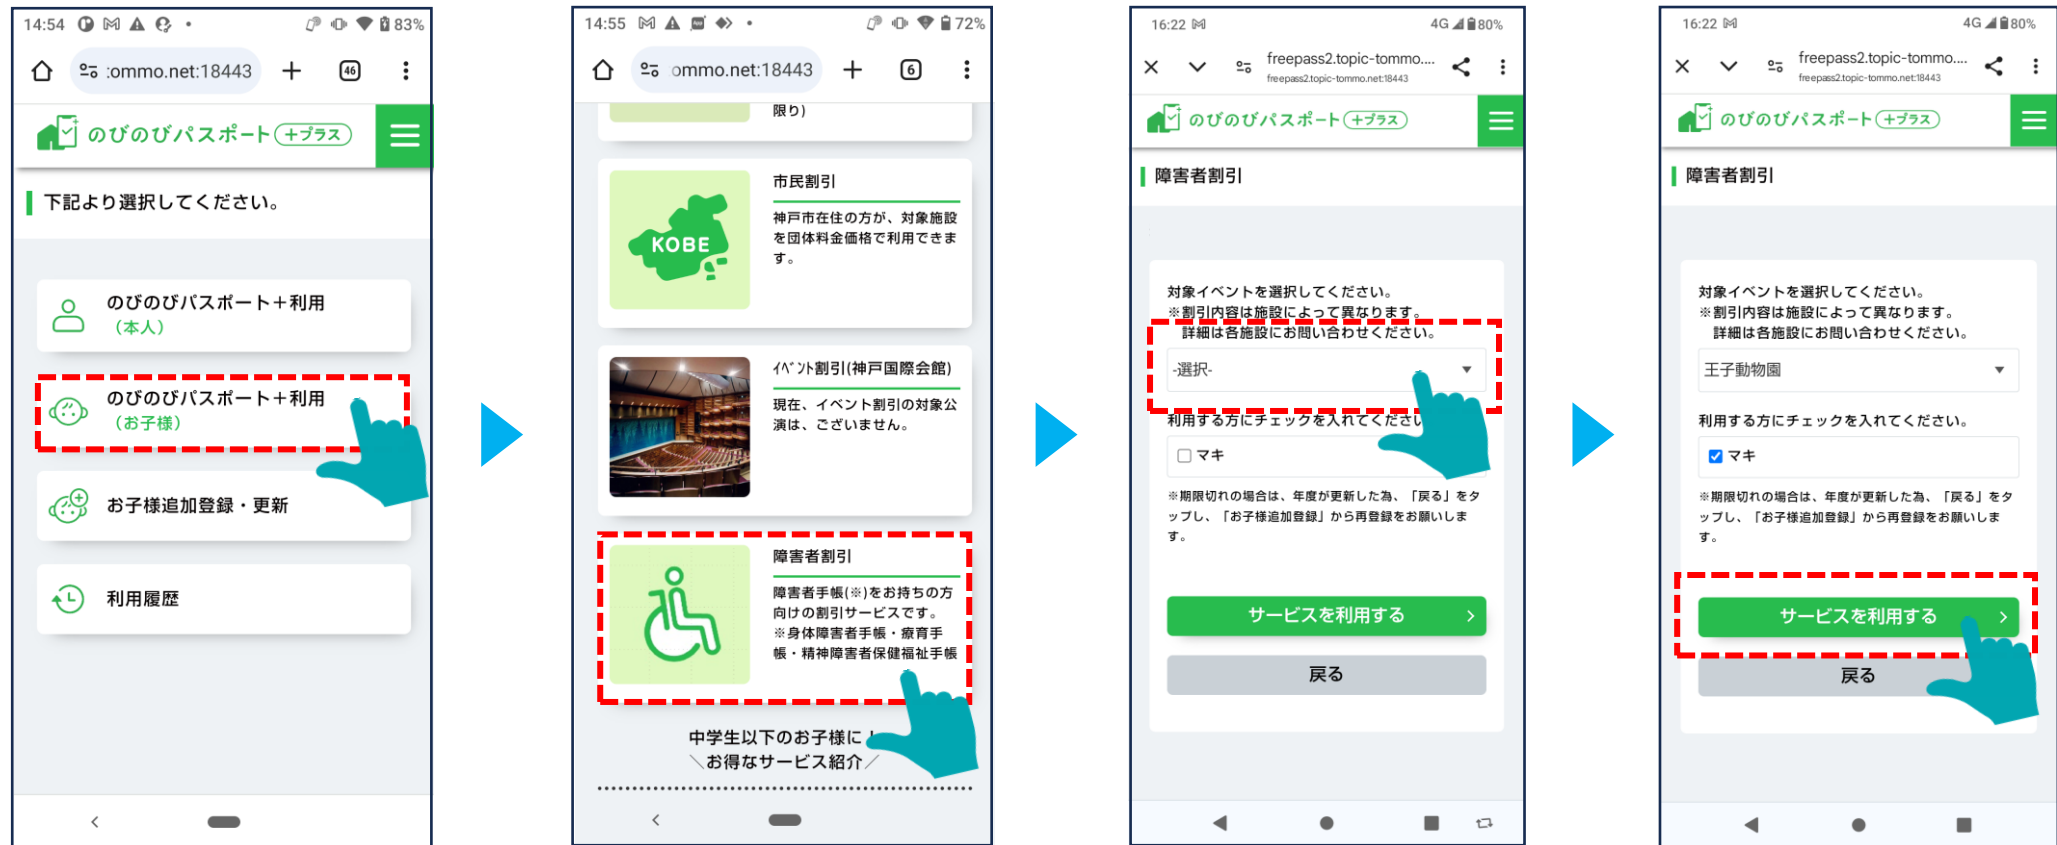 14:54
83%
:ommo.net:18443
46
のびのびパスポート
+プラス
下記より選択してください。
のびのびパスポート+利用
(本人)
のびのびパスポート+利用
(お子様)
お子様追加登録・更新
利用履歴
14:55
72%
ommo.net:18443
6
限り)
KOBE
市民割引
神戸市在住の方が、対象施設
を団体料金価格で利用できま
す。
イベント割引(神戸国際会館)
現在、イベント割引の対象公
演は、ございません。
障害者割引
障害者手帳(※)をお持ちの方
向けの割引サービスです。
※身体障害者手帳・療育手
帳・精神障害者保健福祉手帳
中学生以下のお子様に!
＼お得なサービス紹介／
16:22
4G
80%
freepass2.topic-tommo....
freepass2.topic-tommo.net:18443
のびのびパスポート
+プラス
障害者割引
対象イベントを選択してください。
※割引内容は施設によって異なります。
詳細は各施設にお問い合わせください。
-選択-
利用する方にチェックを入れてくださ
マキ
※期限切れの場合は、年度が更新した為、「戻る」をタ
ップし、「お子様追加登録」から再登録をお願いしま
す。
サービスを利用する
戻る
16:22
4G
80%
freepass2.topic-tommo....
freepass2.topic-tommo.net:18443
のびのびパスポート
+プラス
障害者割引
対象イベントを選択してください。
※割引内容は施設によって異なります。
詳細は各施設にお問い合わせください。
王子動物園
利用する方にチェックを入れてください。
マキ
※期限切れの場合は、年度が更新した為、「戻る」をタ
ップし、「お子様追加登録」から再登録をお願いしま
す。
サービスを利用する
戻る